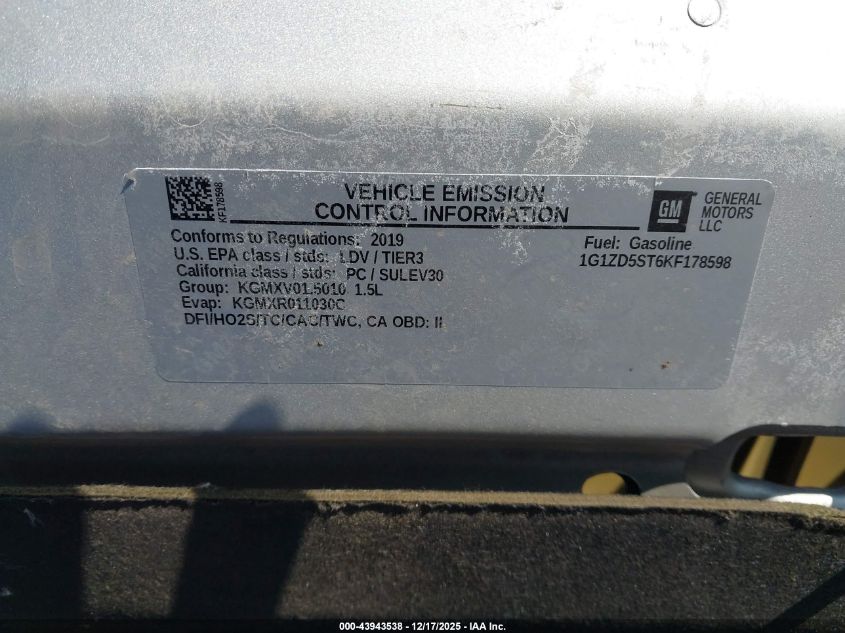 KF178598
VEHICLE EMISSION
CONTROL INFORMATION
GM
GENERAL
MOTORS
LLC
Conforms to Regulations: 2019
U.S. EPA class / stds: LDV / TIER3
California class / stds: PC / SULEV30
Group: KGMXV01.5010 1.5L
Evap: KGMXR011030C
DFI/HO2S/TC/CAC/TWC, CA OBD: II
Fuel: Gasoline
1G1ZD5ST6KF178598
000-43943538 - 12/17/2025 - IAA Inc.